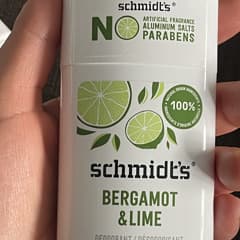 schmidt's
NO ARTIFICIAL FRAGRANCE
ALUMINUM SALTS
PARABENS
100%
schmidt's
BERGAMOT
& LIME
DEODORANT / DÉSODORISANT